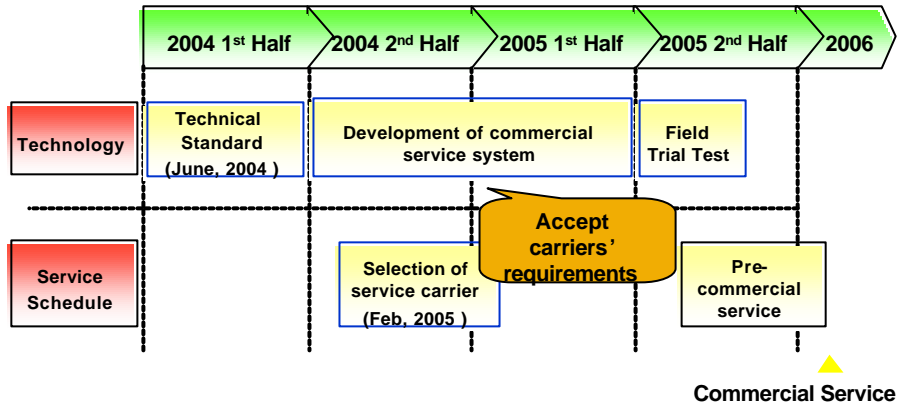 2004 1st Half
2004 2nd Half
2005 1st Half
2005 2nd Half
2006
Technology
Technical
Standard
(June, 2004 )
Development of commercial
service system
Field
Trial Test
Accept
carriers’
requirements
Service
Schedule
Selection of
service carrier
(Feb, 2005 )
Pre-
commercial
service
Commercial Service